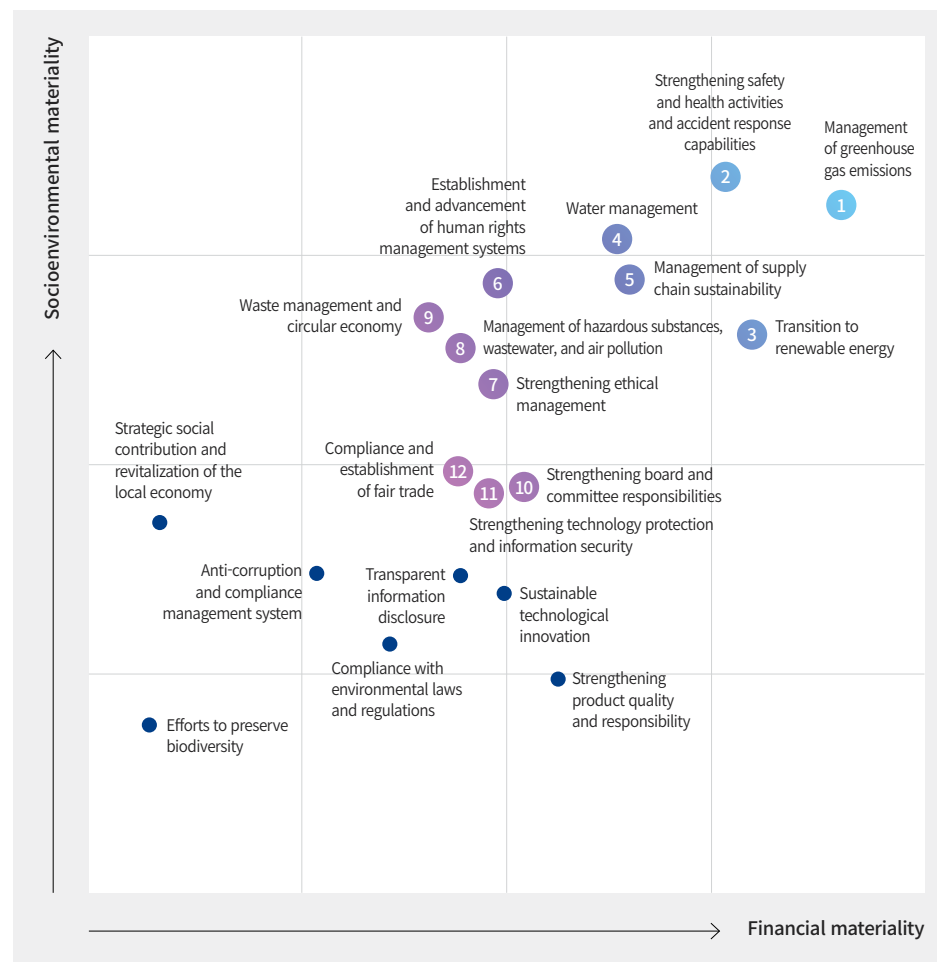 Socioenvironmental materiality
Strengthening safety
and health activities
and accident response
capabilities
2
Management
of greenhouse
gas emissions
1
Establishment
and advancement
of human rights
management systems
6
Water management
4
5
Management of supply
chain sustainability
Waste management and
circular economy
9
8
Management of hazardous substances,
wastewater, and air pollution
3
Transition to
renewable energy
7
Strengthening ethical
management
Strategic social
contribution and
revitalization of the
local economy
Compliance and
establishment
of fair trade
12
11
10
Strengthening board and
committee responsibilities
Strengthening technology protection
and information security
Anti-corruption
and compliance
management system
Transparent
information
disclosure
Sustainable
technological
innovation
Compliance with
environmental laws
and regulations
Strengthening
product quality
and responsibility
Efforts to preserve
biodiversity
Financial materiality